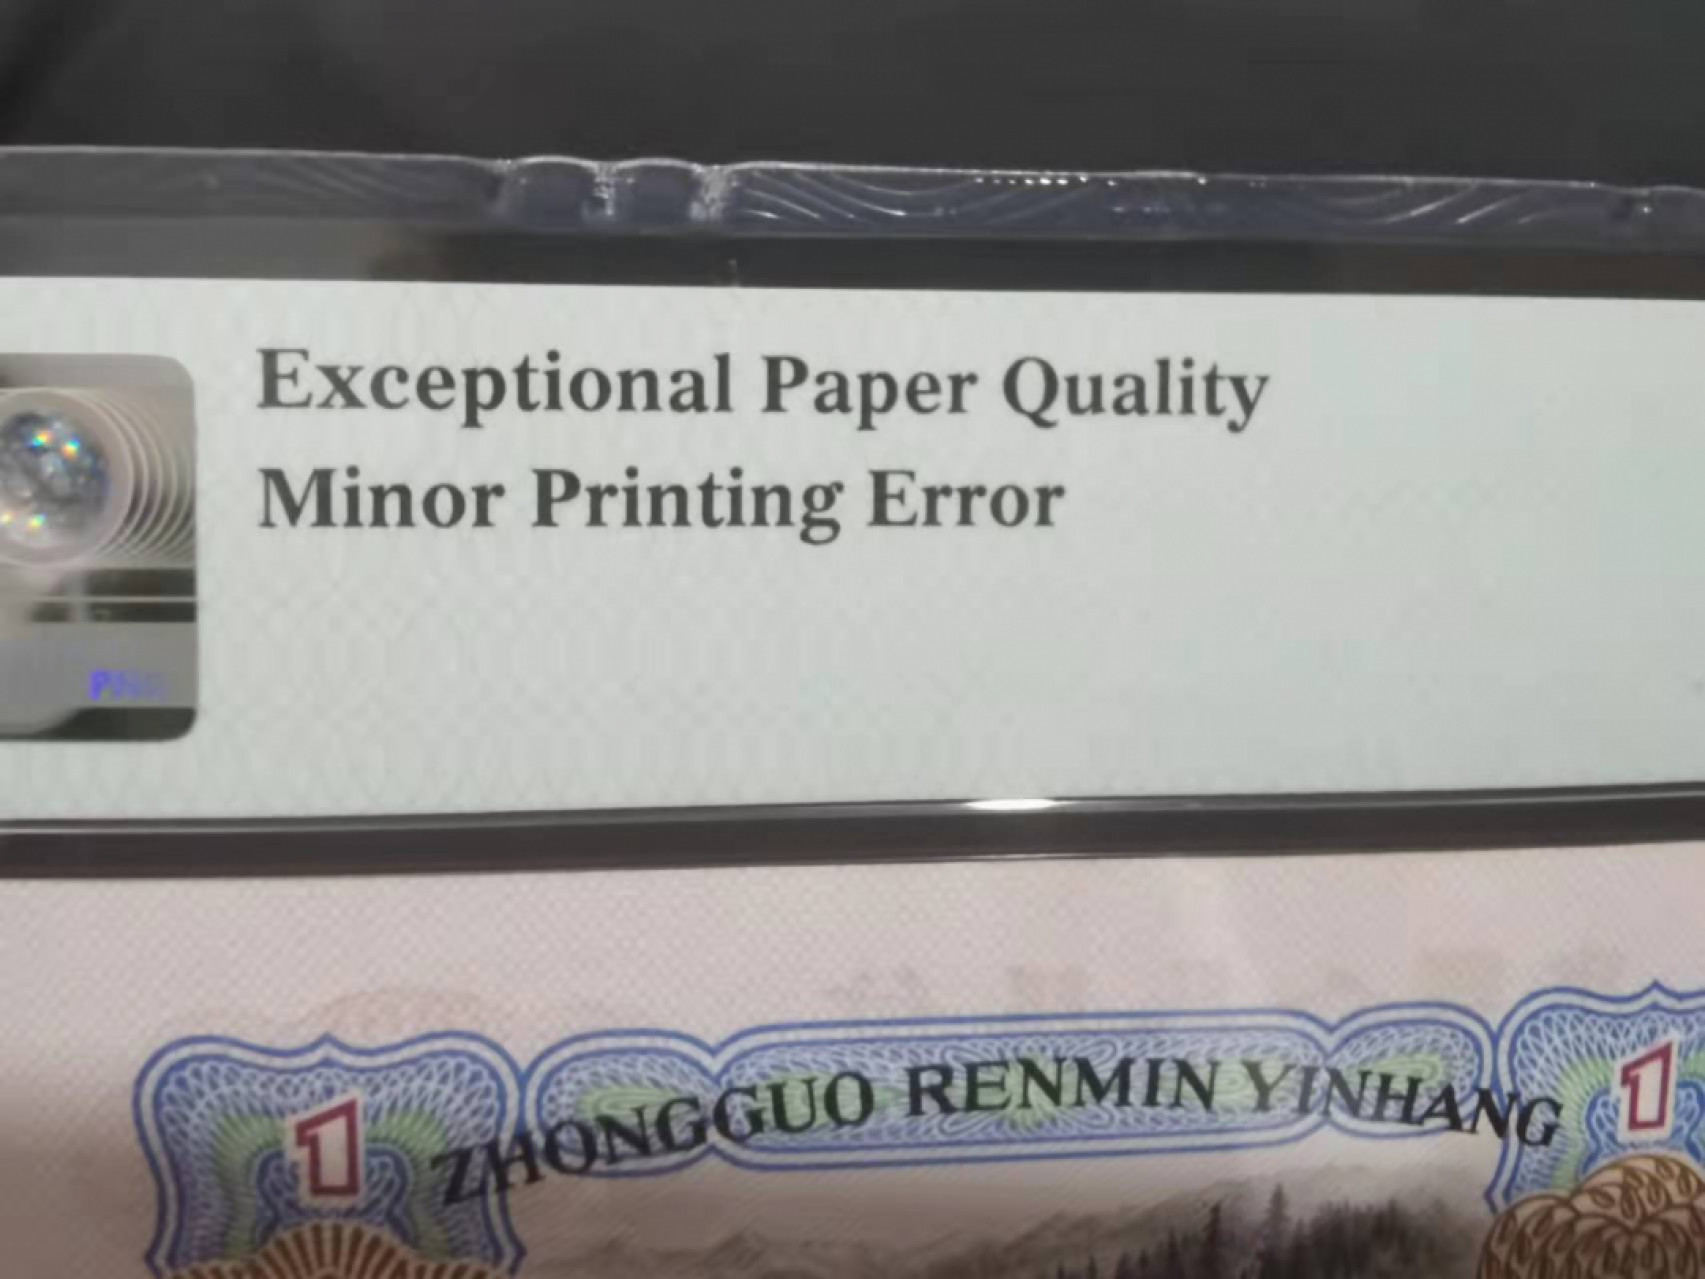 Exceptional Paper Quality
Minor Printing Error
1
ZHONGGUO RENMIN YINHANG
1